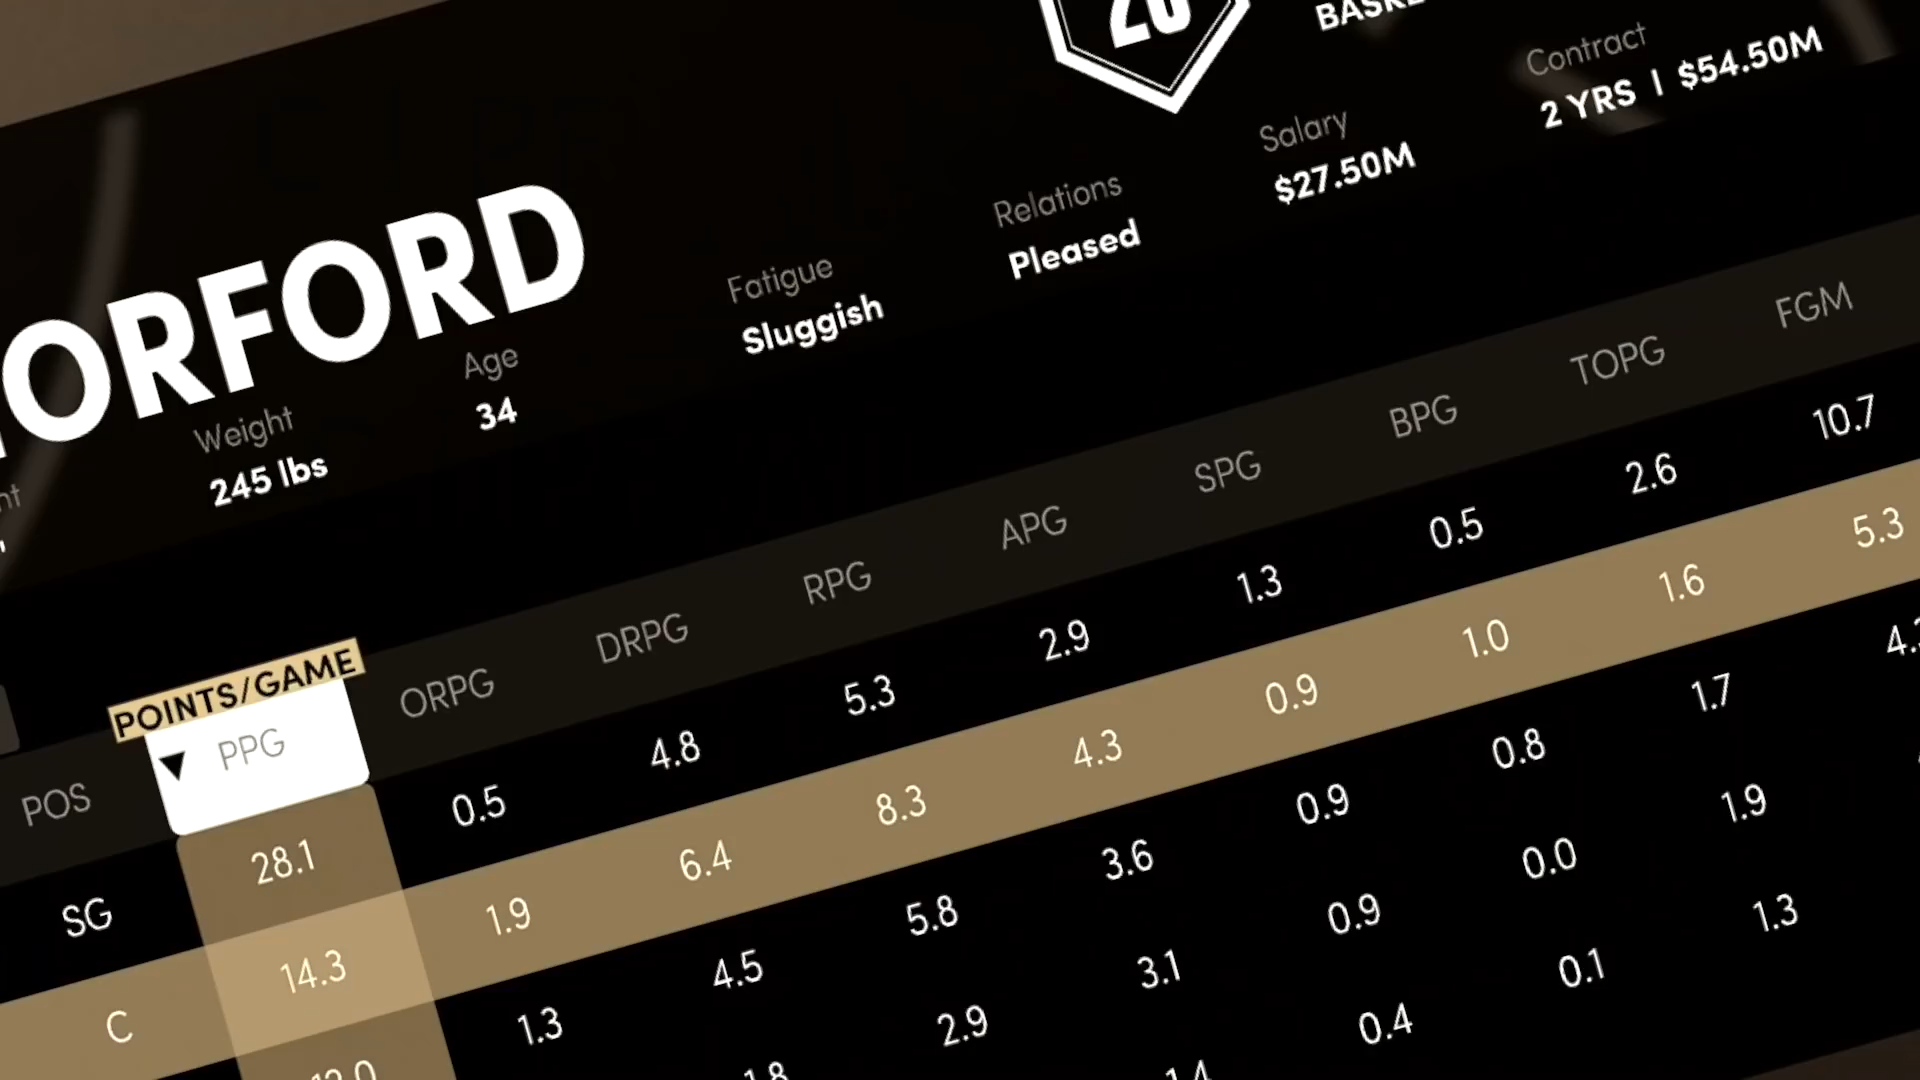 Contract
2 YRS | $54.50M
Salary
$27.50M
Relations
Pleased
Fatigue
Sluggish
ORFORD
Age
34
Weight
245 lbs
POINTS/GAME
POS PPG ORPG DRPG RPG APG SPG BPG TOPG FGM
SG 28.1 0.5 4.8 5.3 2.9 1.3 0.5 2.6 10.7
C 14.3 1.9 6.4 8.3 4.3 0.9 1.0 1.6 5.3
1.3 4.5 5.8 3.6 0.9 0.8 1.7
2.9 3.1 0.9 0.0 1.9
0.4 0.1 1.3